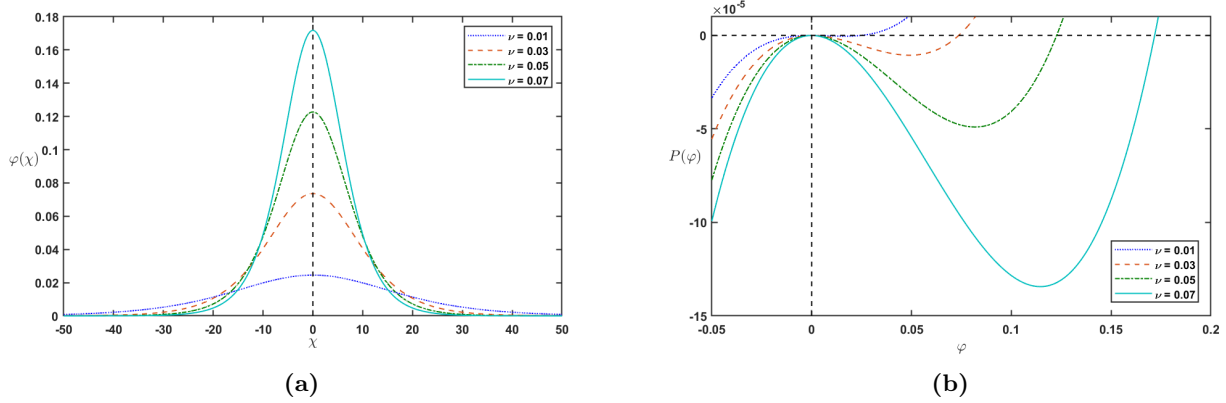 0.18
0.16
0.14
0.12
0.10
0.08
0.06
0.04
0.02
0
φ(χ)
-50 -40 -30 -20 -10 0 10 20 30 40 50
χ
ν = 0.01
ν = 0.03
ν = 0.05
ν = 0.07
(a)
×10⁻⁵
0
-5
-10
-15
P(φ)
-0.05 0 0.05 0.1 0.15 0.2
φ
ν = 0.01
ν = 0.03
ν = 0.05
ν = 0.07
(b)